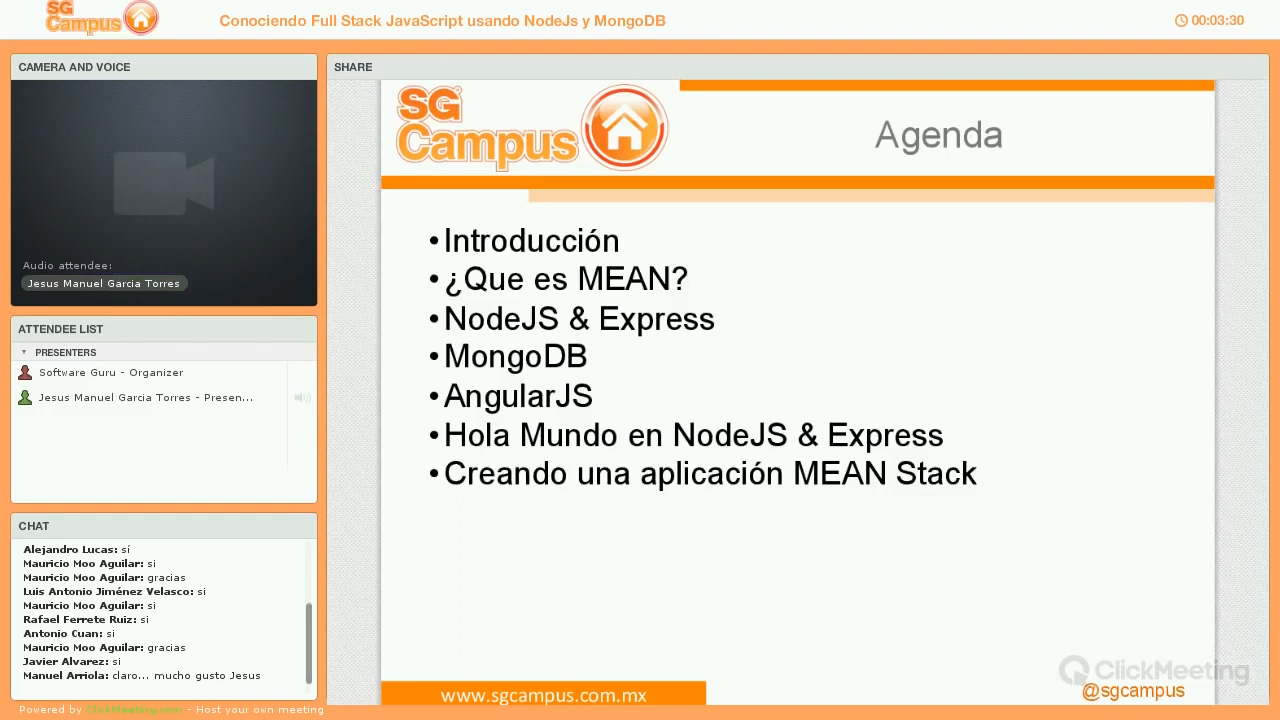 SG
Campus
Conociendo Full Stack JavaScript usando NodeJs y MongoDB
00:03:30
CAMERA AND VOICE
Audio attendee:
Jesus Manuel Garcia Torres
ATTENDEE LIST
PRESENTERS
Software Guru - Organizer
Jesus Manuel Garcia Torres - Presen...
CHAT
Alejandro Lucas: sí
Mauricio Moo Aguilar: si
Mauricio Moo Aguilar: gracias
Luis Antonio Jiménez Velasco: si
Mauricio Moo Aguilar: si
Rafael Ferrete Ruiz: si
Antonio Cuan: si
Mauricio Moo Aguilar: gracias
Javier Alvarez: si
Manuel Arriola: claro... mucho gusto Jesus
Powered by ClickMeeting.com - Host your own meeting
SHARE
SG
Campus
Agenda
•Introducción
•¿Que es MEAN?
•NodeJS & Express
•MongoDB
•AngularJS
•Hola Mundo en NodeJS & Express
•Creando una aplicación MEAN Stack
www.sgcampus.com.mx
ClickMeeting
@sgcampus